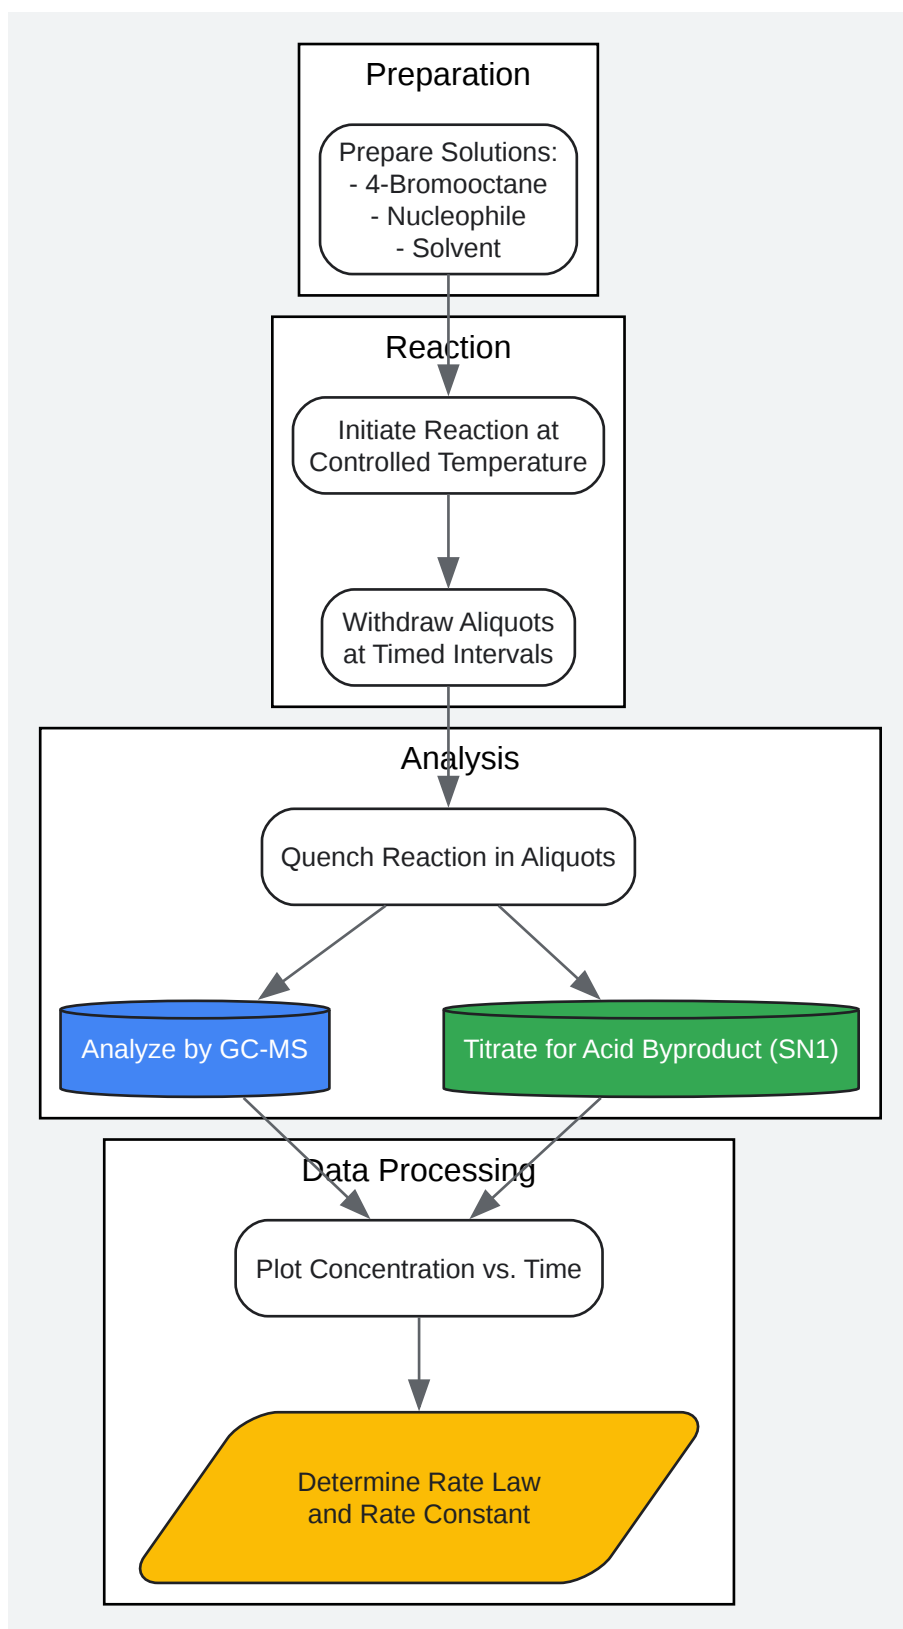 Preparation
Prepare Solutions:
- 4-Bromooctane
- Nucleophile
- Solvent
Reaction
Initiate Reaction at
Controlled Temperature
Withdraw Aliquots
at Timed Intervals
Analysis
Quench Reaction in Aliquots
Analyze by GC-MS
Titrate for Acid Byproduct (SN1)
Data Processing
Plot Concentration vs. Time
Determine Rate Law
and Rate Constant